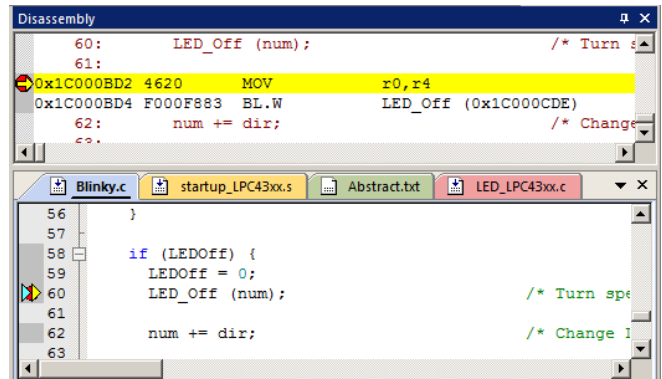 Disassembly
60: LED_Off (num); /* Turn
61:
0x1C000BD2 4620 MOV r0,r4
0x1C000BD4 F000F883 BL.W LED_Off (0x1C000CDE)
62: num += dir; /* Change
63:
Blinky.c startup_LPC43xx.s Abstract.txt LED_LPC43xx.c
56 }
57
58 if (LEDOff) {
59 LEDOff = 0;
60 LED_Off (num); /* Turn spe
61
62 num += dir; /* Change
63